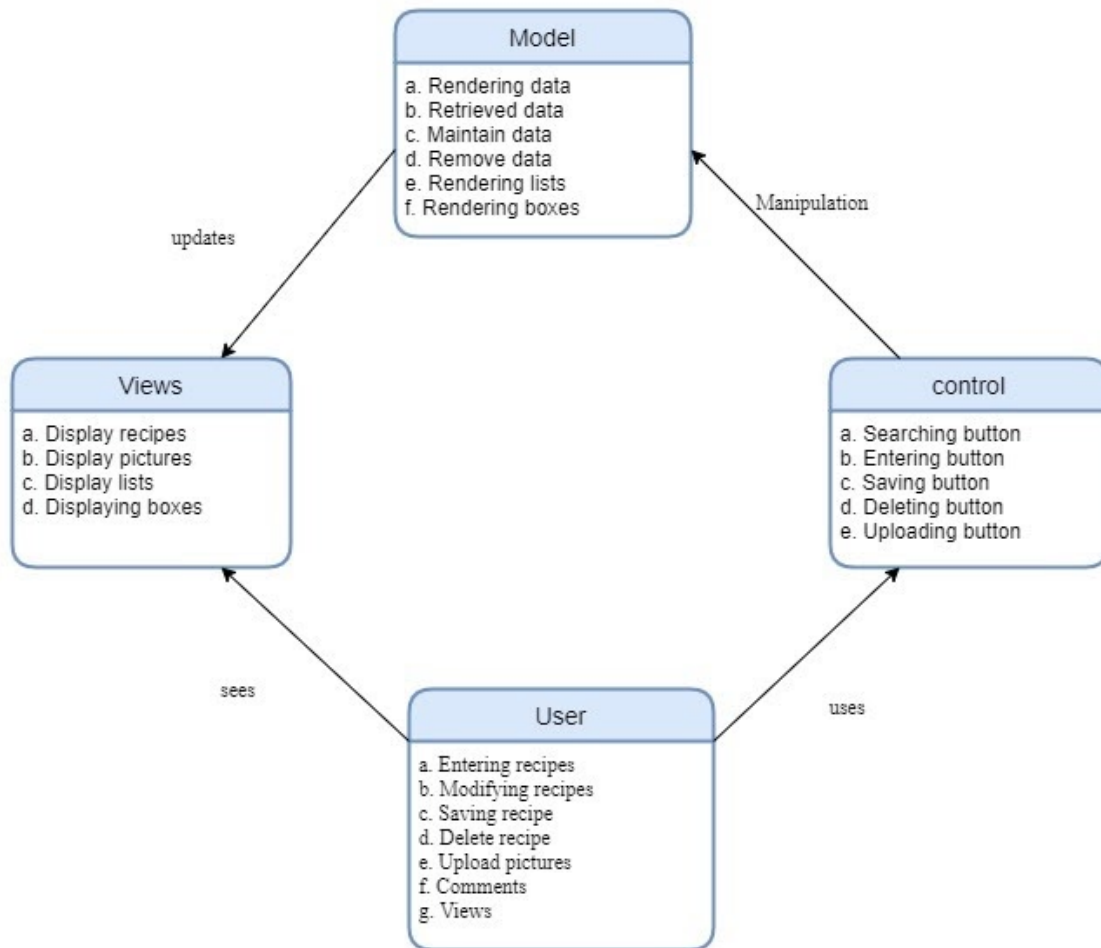 Model
a. Rendering data
b. Retrieved data
c. Maintain data
d. Remove data
e. Rendering lists
f. Rendering boxes
Manipulation
updates
Views
a. Display recipes
b. Display pictures
c. Display lists
d. Displaying boxes
control
a. Searching button
b. Entering button
c. Saving button
d. Deleting button
e. Uploading button
sees
uses
User
a. Entering recipes
b. Modifying recipes
c. Saving recipe
d. Delete recipe
e. Upload pictures
f. Comments
g. Views